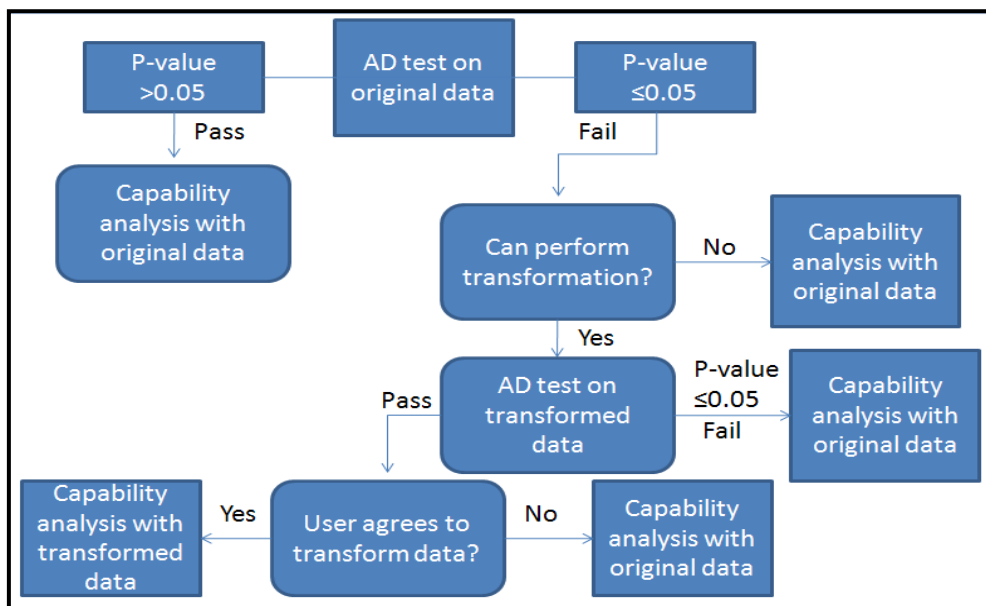 P-value
>0.05
AD test on
original data
P-value
≤0.05
Pass
Fail
Capability
analysis with
original data
Can perform
transformation?
No
Capability
analysis with
original data
Yes
AD test on
transformed
data
Pass
P-value
≤0.05
Fail
Capability
analysis with
original data
Capability
analysis with
transformed
data
Yes
User agrees to
transform data?
No
Capability
analysis with
original data